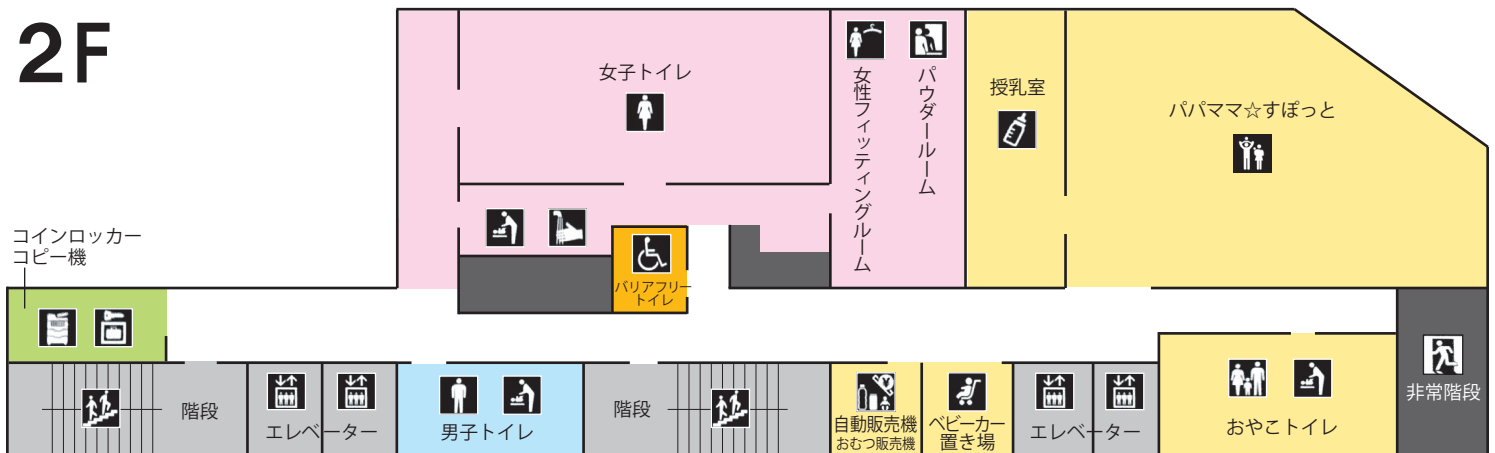 2F
女子トイレ
女性フィッティングルーム
パウダールーム
授乳室
パパママ☆すぽっと
コインロッカー
コピー機
バリアフリー
トイレ
階段
エレベーター
男子トイレ
階段
自動販売機
おむつ販売機
ベビーカー
置き場
エレベーター
おやこトイレ
非常階段